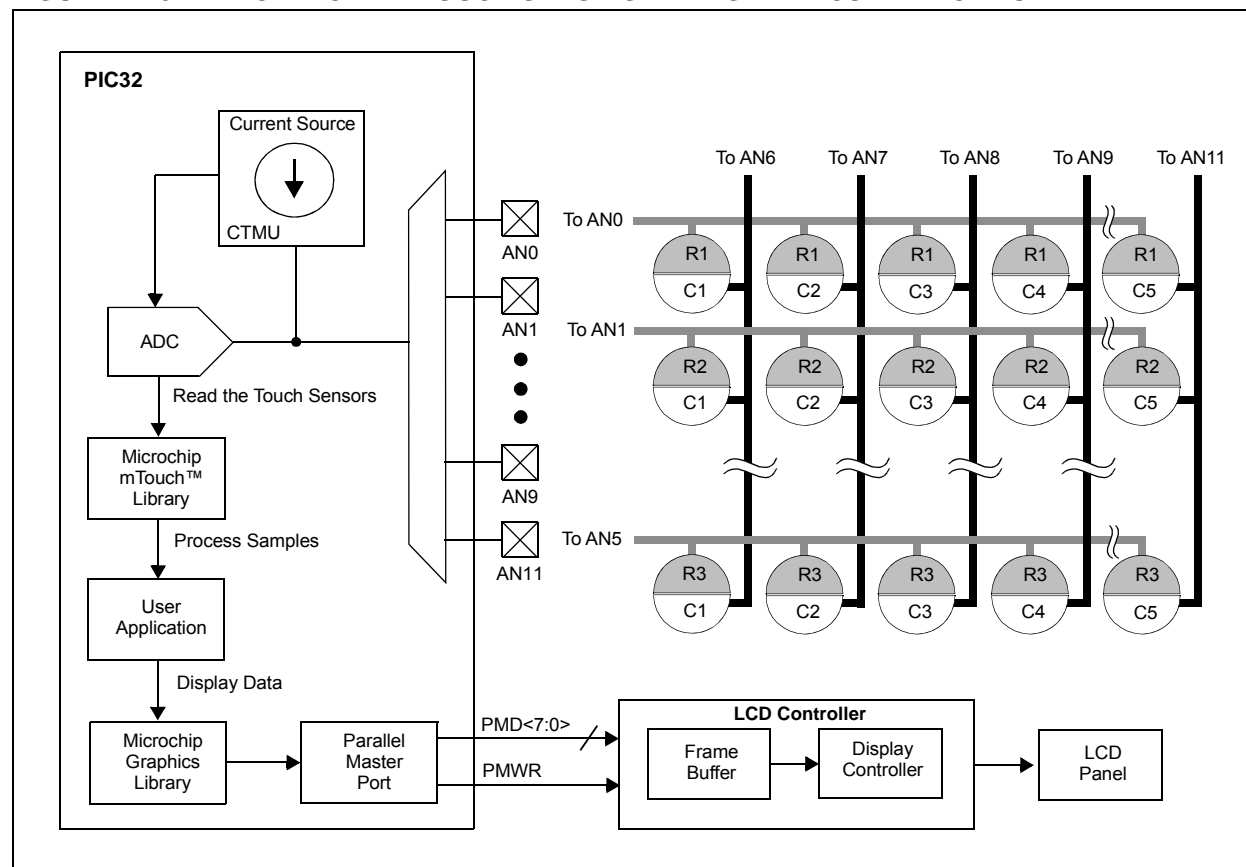 PIC32
Current Source
CTMU
ADC
Read the Touch Sensors
Microchip
mTouch™
Library
Process Samples
User
Application
Display Data
Microchip
Graphics
Library
Parallel
Master
Port
AN0
AN1
AN9
AN11
To AN6
To AN7
To AN8
To AN9
To AN11
To AN0
R1
R1
R1
R1
R1
C1
C2
C3
C4
C5
To AN1
R2
R2
R2
R2
R2
C1
C2
C3
C4
C5
To AN5
R3
R3
R3
R3
R3
C1
C2
C3
C4
C5
PMD<7:0>
PMWR
LCD Controller
Frame
Buffer
Display
Controller
LCD
Panel